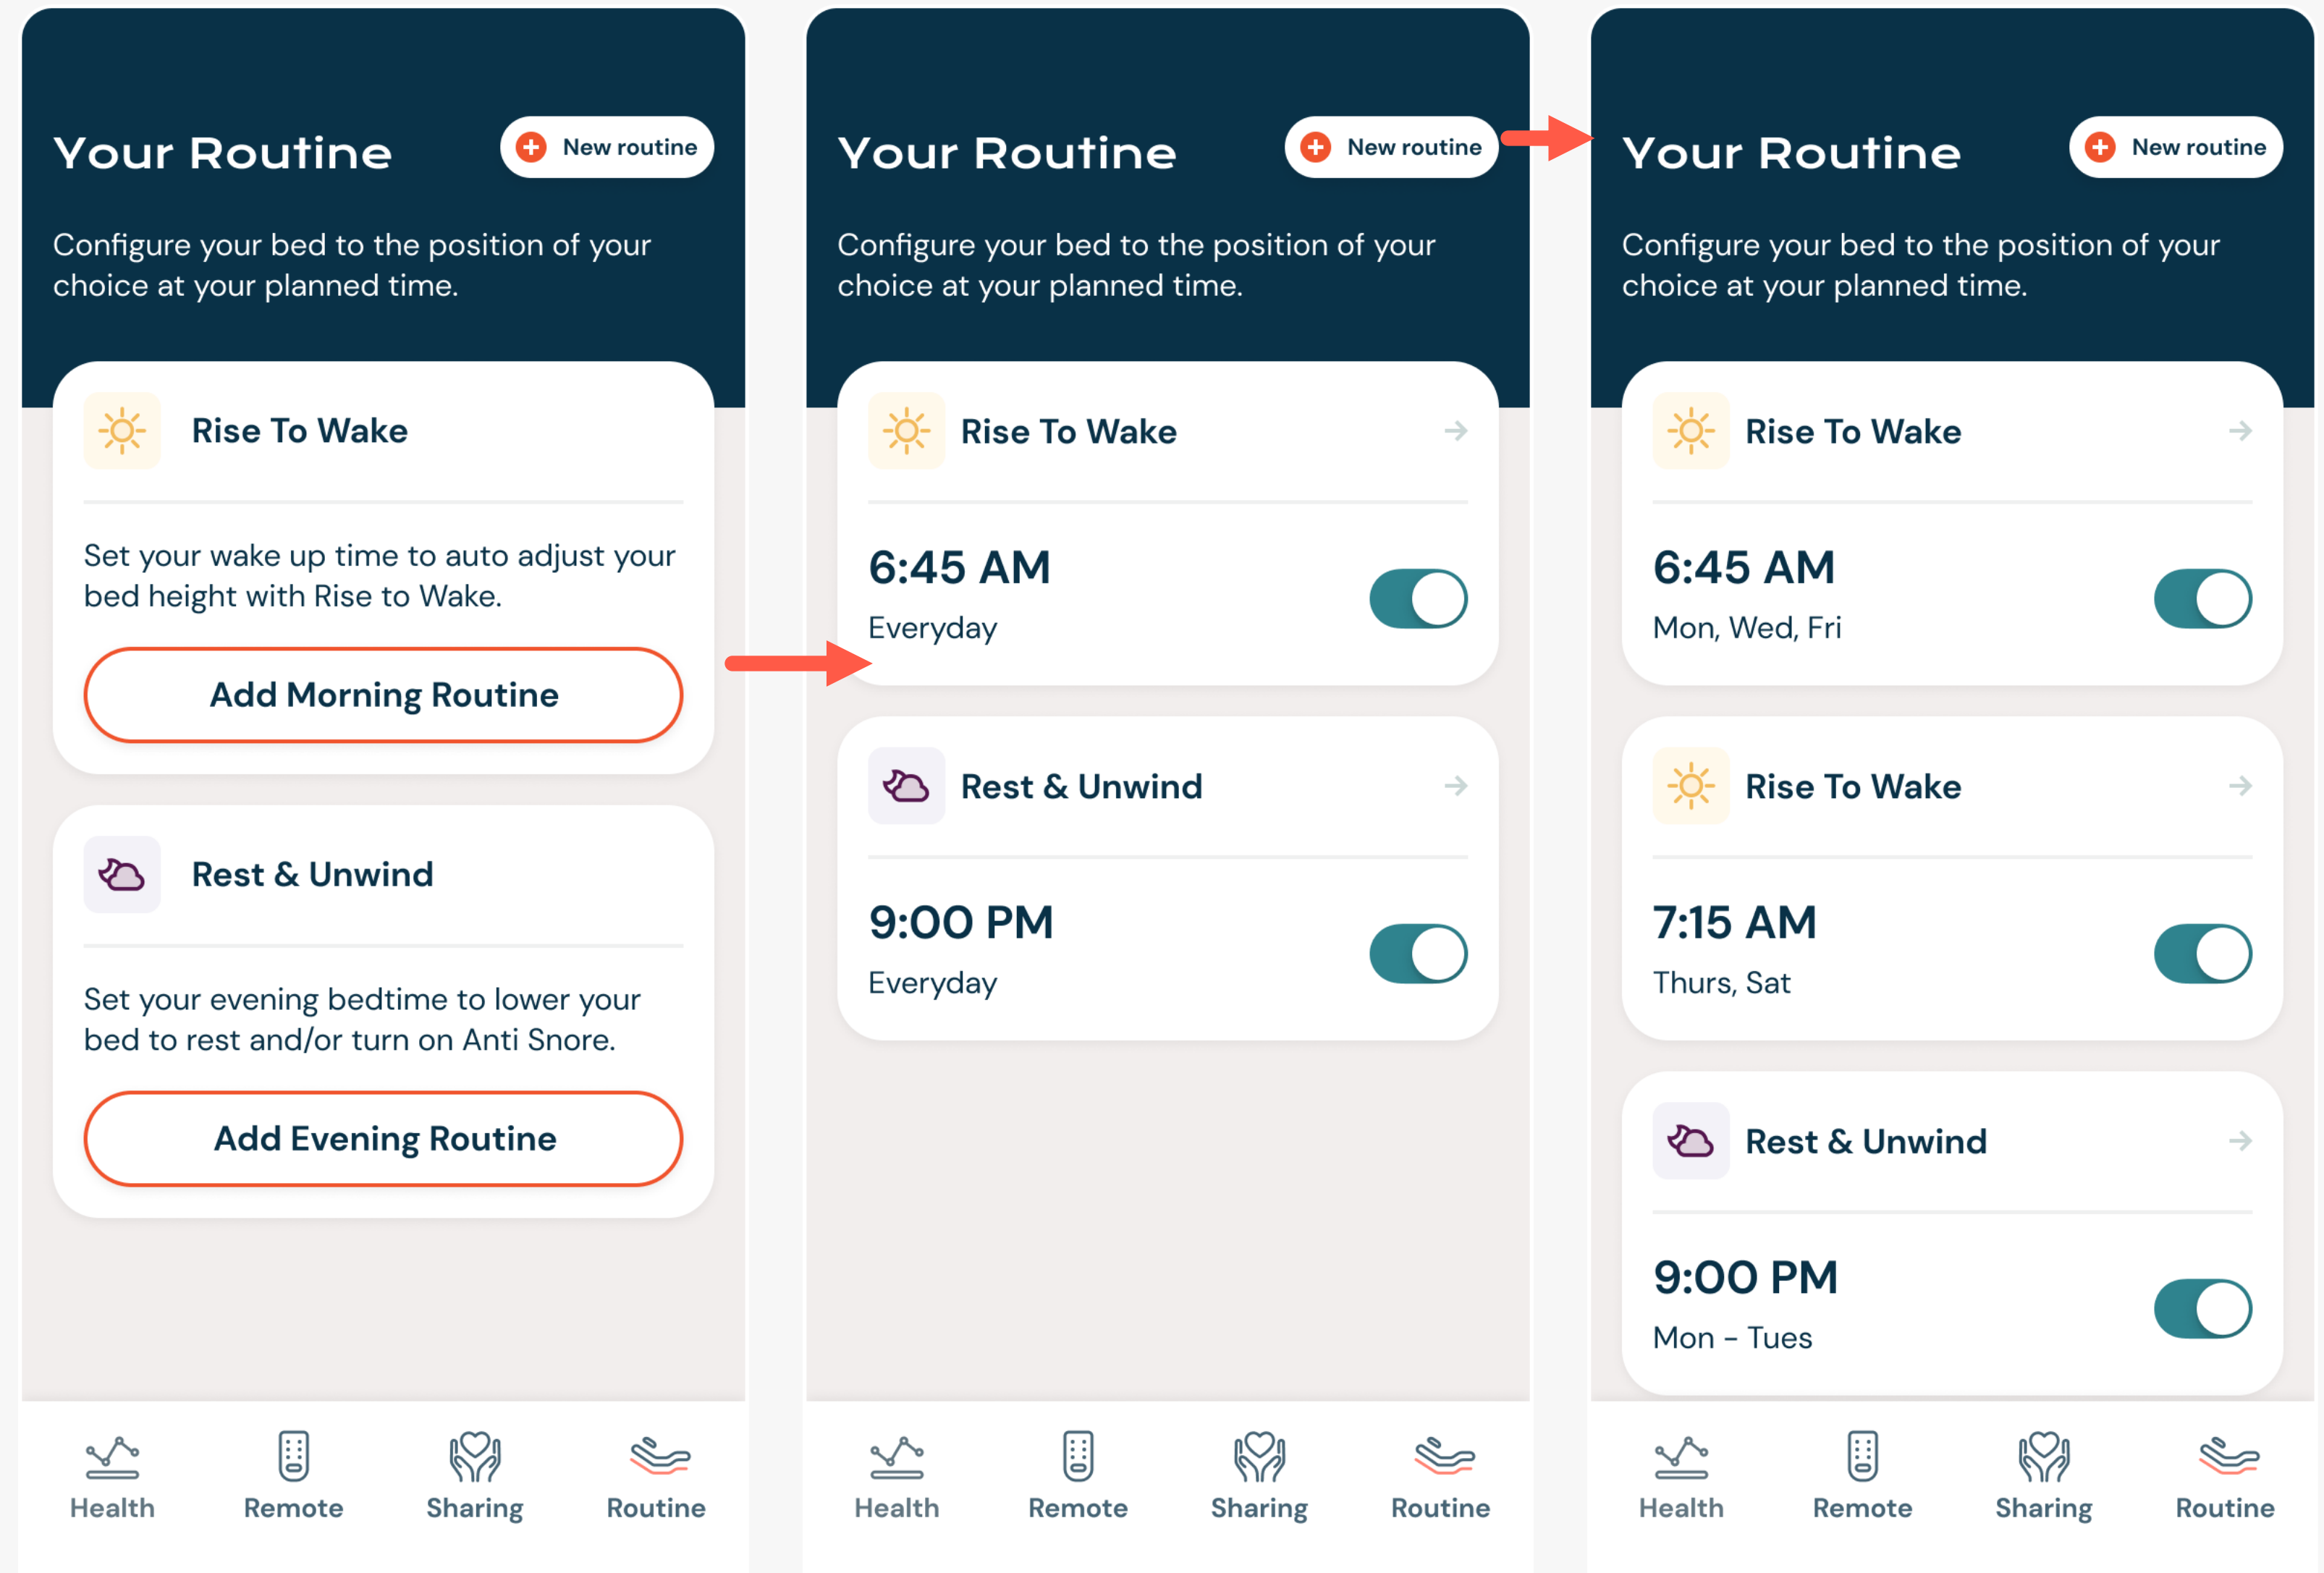 Your Routine
New routine
Configure your bed to the position of your
choice at your planned time.
Rise To Wake
Set your wake up time to auto adjust your
bed height with Rise to Wake.
Add Morning Routine
Rest & Unwind
Set your evening bedtime to lower your
bed to rest and/or turn on Anti Snore.
Add Evening Routine
Health
Remote
Sharing
Routine
Your Routine
New routine
Configure your bed to the position of your
choice at your planned time.
Rise To Wake
6:45 AM
Everyday
Rest & Unwind
9:00 PM
Everyday
Health
Remote
Sharing
Routine
Your Routine
New routine
Configure your bed to the position of your
choice at your planned time.
Rise To Wake
6:45 AM
Mon, Wed, Fri
Rise To Wake
7:15 AM
Thurs, Sat
Rest & Unwind
9:00 PM
Mon - Tues
Health
Remote
Sharing
Routine